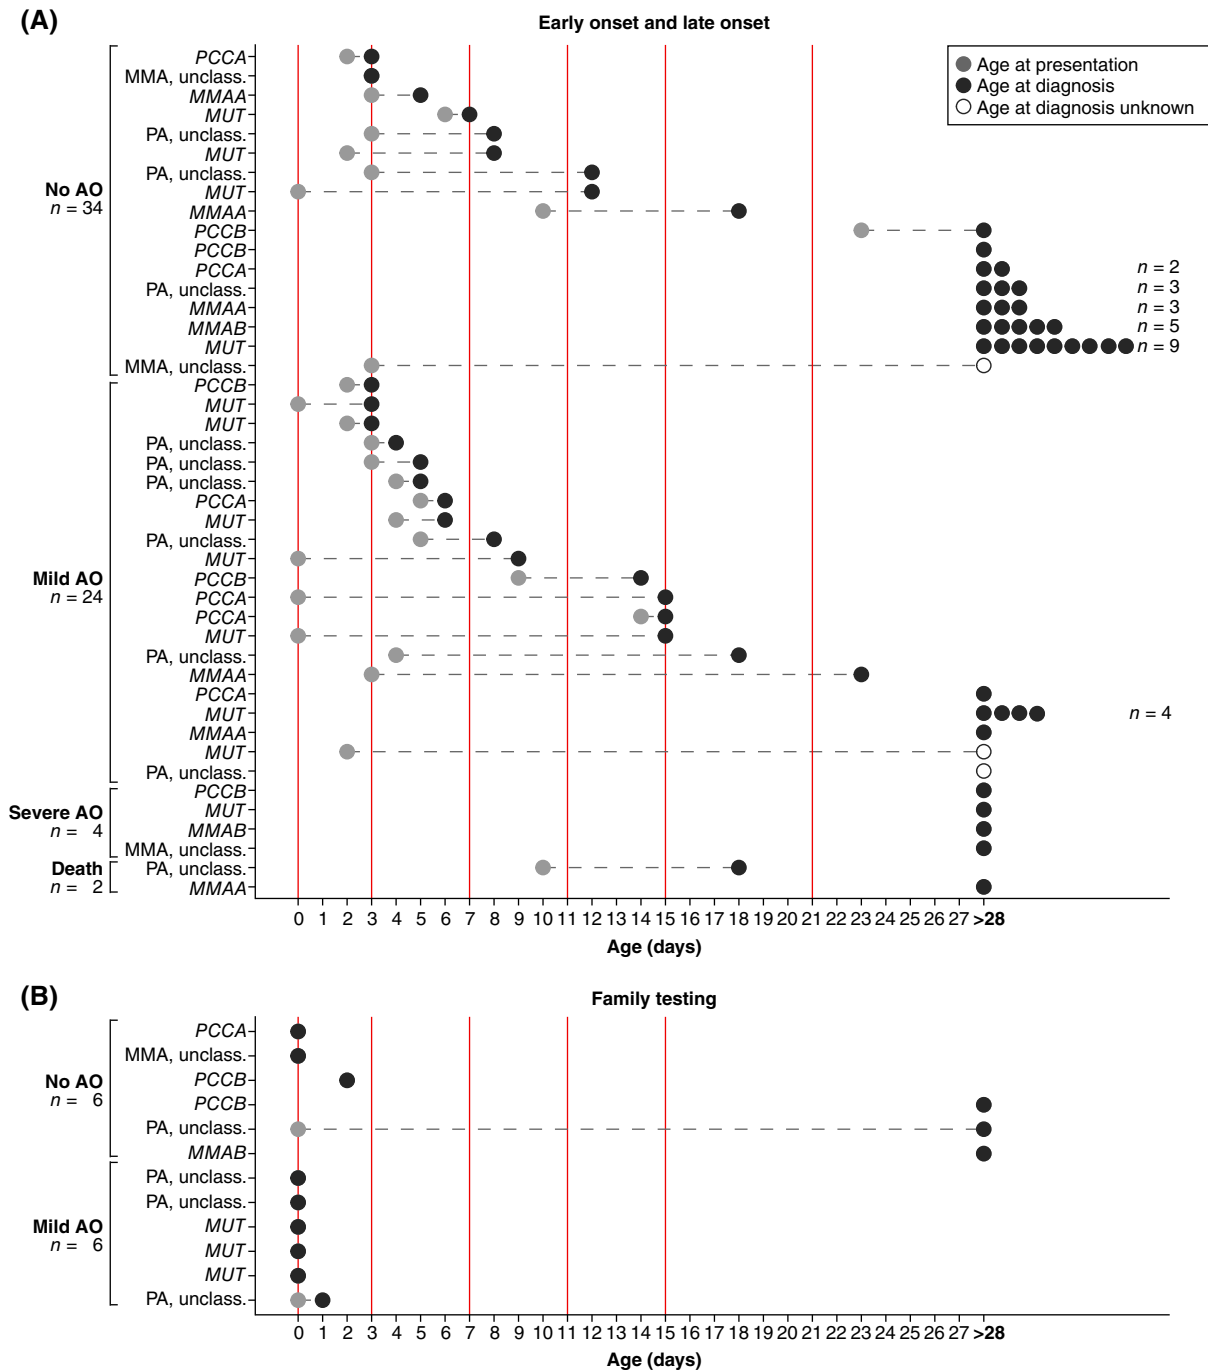 (A)
Early onset and late onset
Age at presentation
Age at diagnosis
Age at diagnosis unknown
No AO
n = 34
PCCA
MMA, unclass.
MMAA
MUT
PA, unclass.
MUT
PA, unclass.
MUT
MMAA
PCCB
PCCB
PCCA n = 2
PA, unclass. n = 3
MMAA n = 3
MMAB n = 5
MUT n = 9
MMA, unclass.
Mild AO
n = 24
PCCB
MUT
MUT
PA, unclass.
PA, unclass.
PA, unclass.
PCCA
MUT
PA, unclass.
MUT
PCCB
PCCA
PCCA
MUT
PA, unclass.
MMAA
PCCA
MUT n = 4
MMAA
MUT
PA, unclass.
Severe AO
n = 4
PCCB
MUT
MMAB
MMA, unclass.
Death
n = 2
PA, unclass.
MMAA
0 1 2 3 4 5 6 7 8 9 10 11 12 13 14 15 16 17 18 19 20 21 22 23 24 25 26 27 >28
Age (days)
(B)
Family testing
No AO
n = 6
PCCA
MMA, unclass.
PCCB
PCCB
PA, unclass.
MMAB
Mild AO
n = 6
PA, unclass.
PA, unclass.
MUT
MUT
MUT
PA, unclass.
0 1 2 3 4 5 6 7 8 9 10 11 12 13 14 15 16 17 18 19 20 21 22 23 24 25 26 27 >28
Age (days)